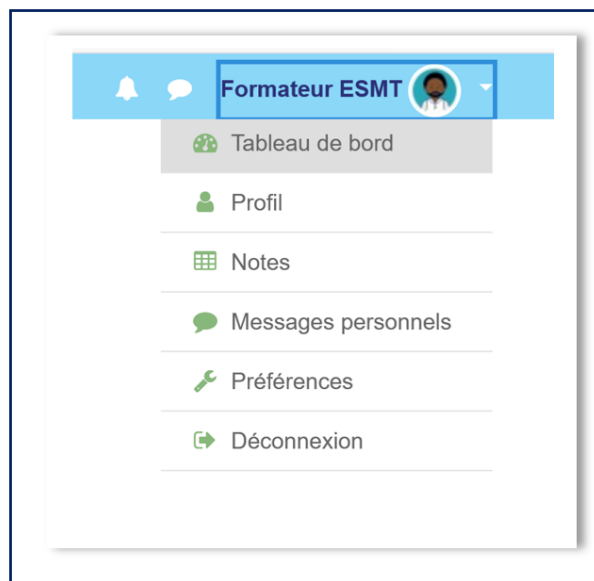 Formateur ESMT
Tableau de bord
Profil
Notes
Messages personnels
Préférences
Déconnexion